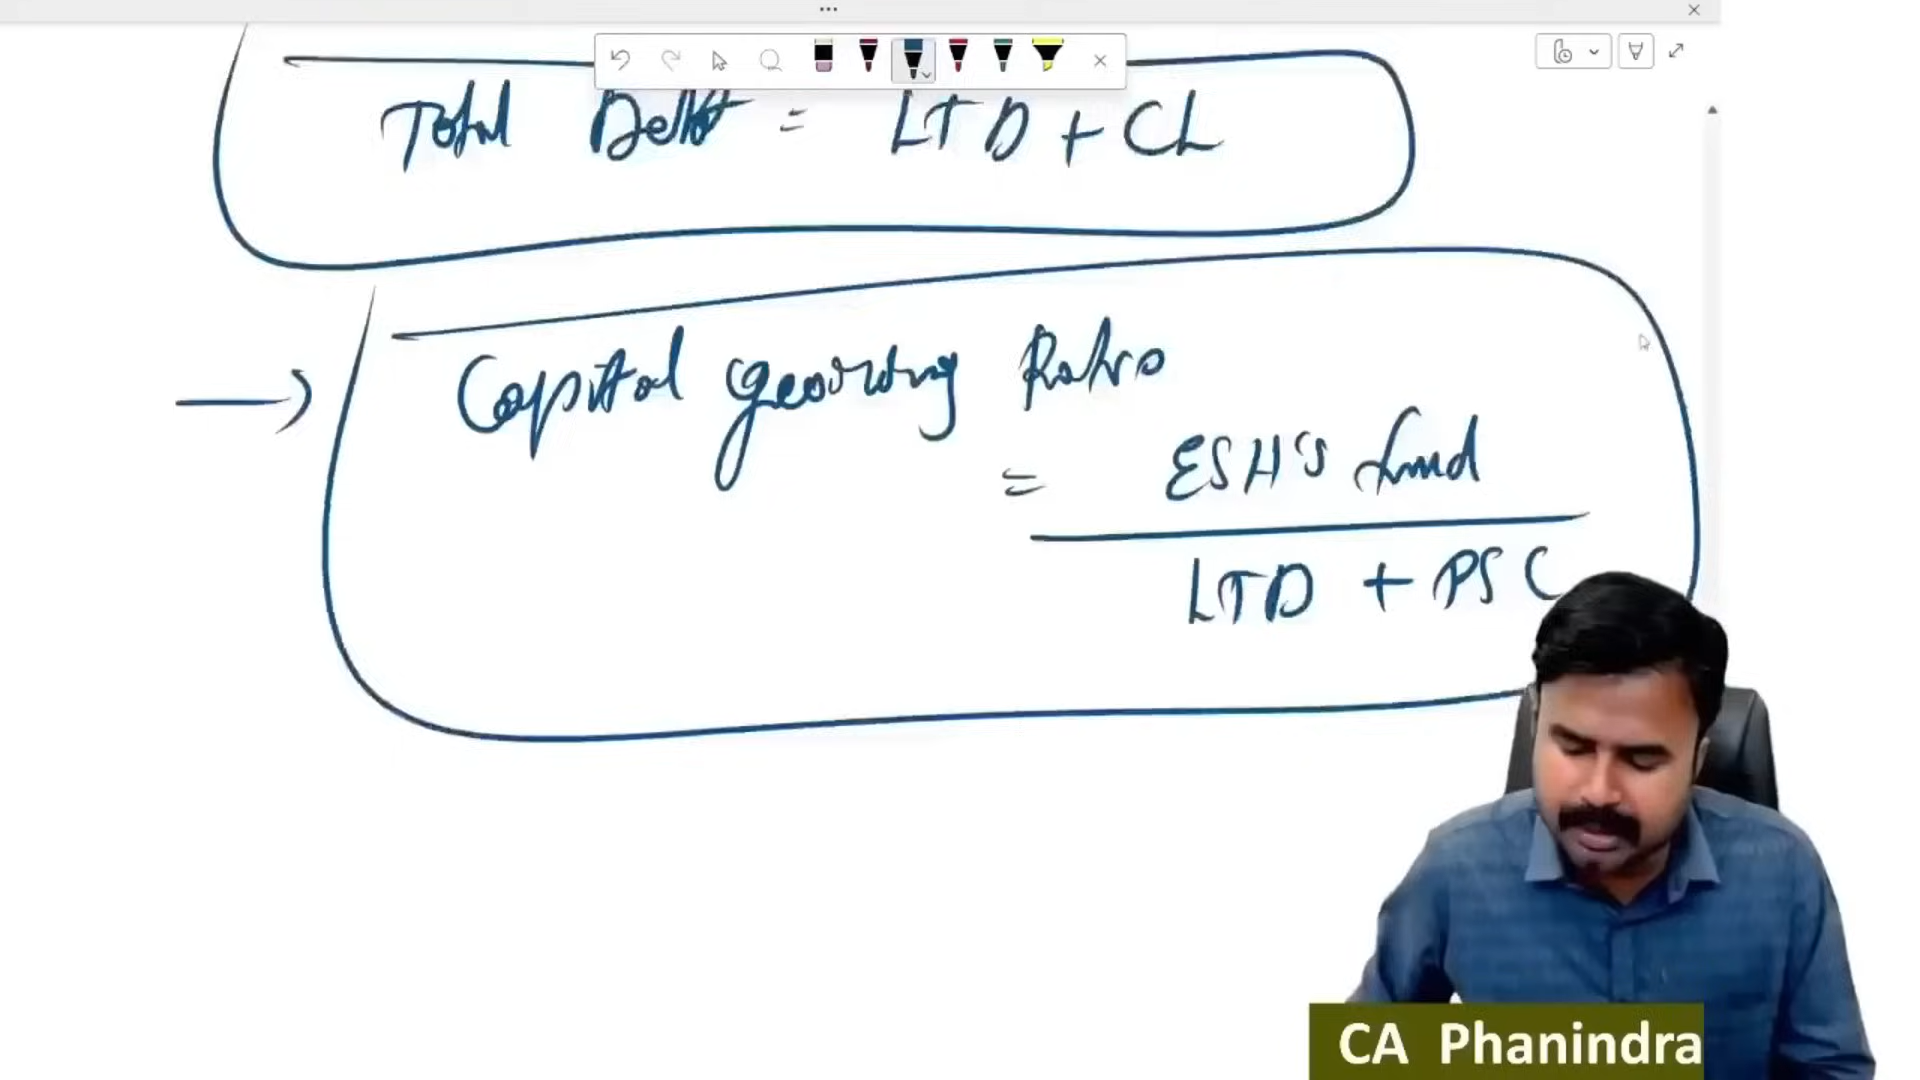 Total Debt = LTD + CL
Capital gearing Ratio
= ESH'S fund
LTD + PSC
CA Phanindra